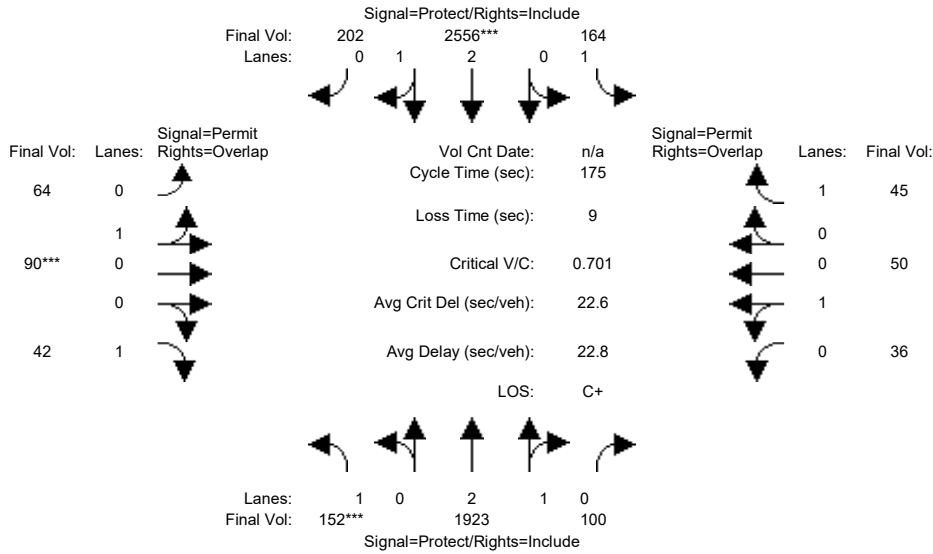 Signal=Protect/Rights=Include
Final Vol: 202 2556*** 164
Lanes: 0 1 2 0 1
Signal=Permit Signal=Permit
Final Vol: Lanes: Rights=Overlap Vol Cnt Date: n/a Rights=Overlap Lanes: Final Vol:
Cycle Time (sec): 175
64 0 1 45
Loss Time (sec): 9
1 0
90*** 0 Critical V/C: 0.701 0 50
0 Avg Crit Del (sec/veh): 22.6 1
42 1 Avg Delay (sec/veh): 22.8 0 36
LOS: C+
Lanes: 1 0 2 1 0
Final Vol: 152*** 1923 100
Signal=Protect/Rights=Include